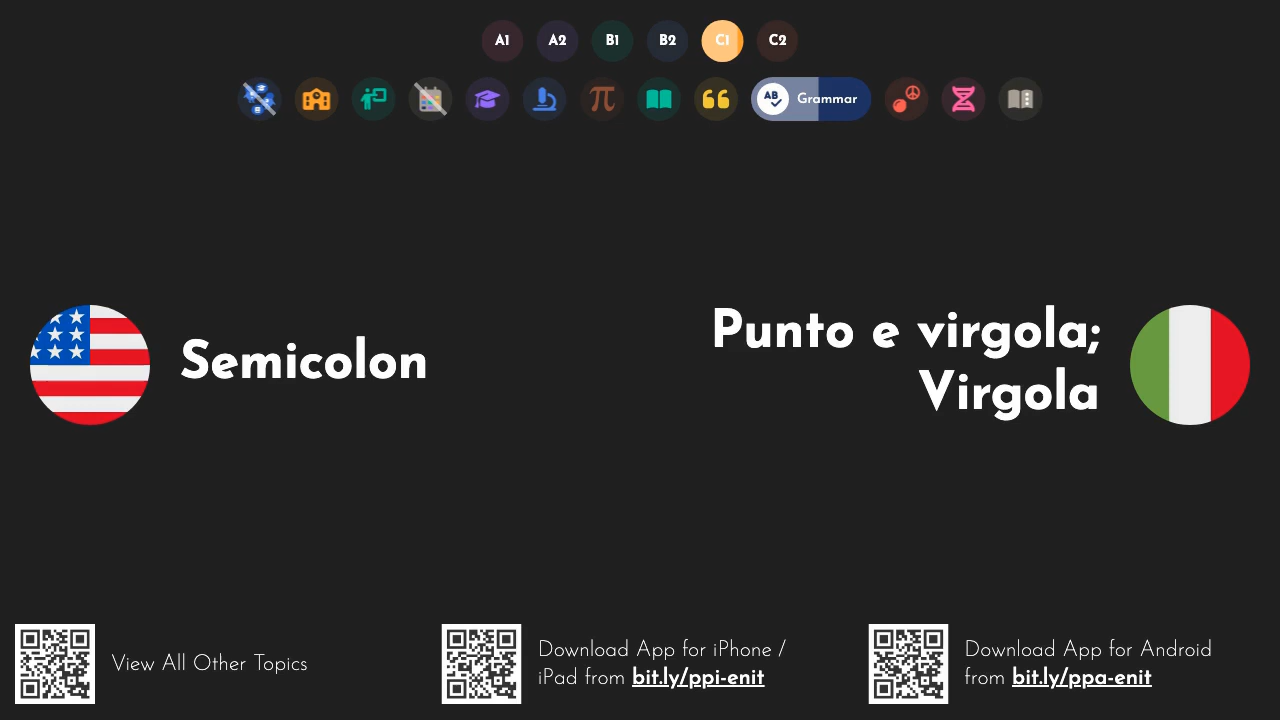 A1 A2 B1 B2 C1 C2
AB Grammar
Semicolon
Punto e virgola;
Virgola
View All Other Topics
Download App for iPhone /
iPad from bit.ly/ppi-enit
Download App for Android
from bit.ly/ppa-enit